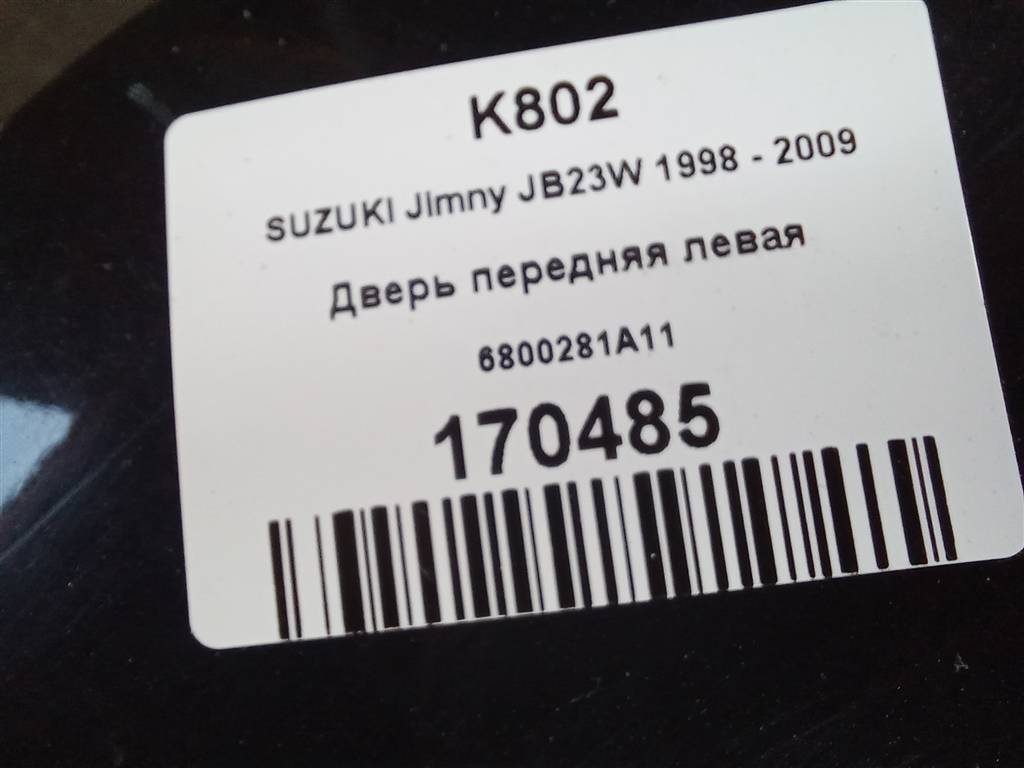 K802
SUZUKI JImny JB23W 1998 - 2009
Дверь передняя левая
6800281A11
170485